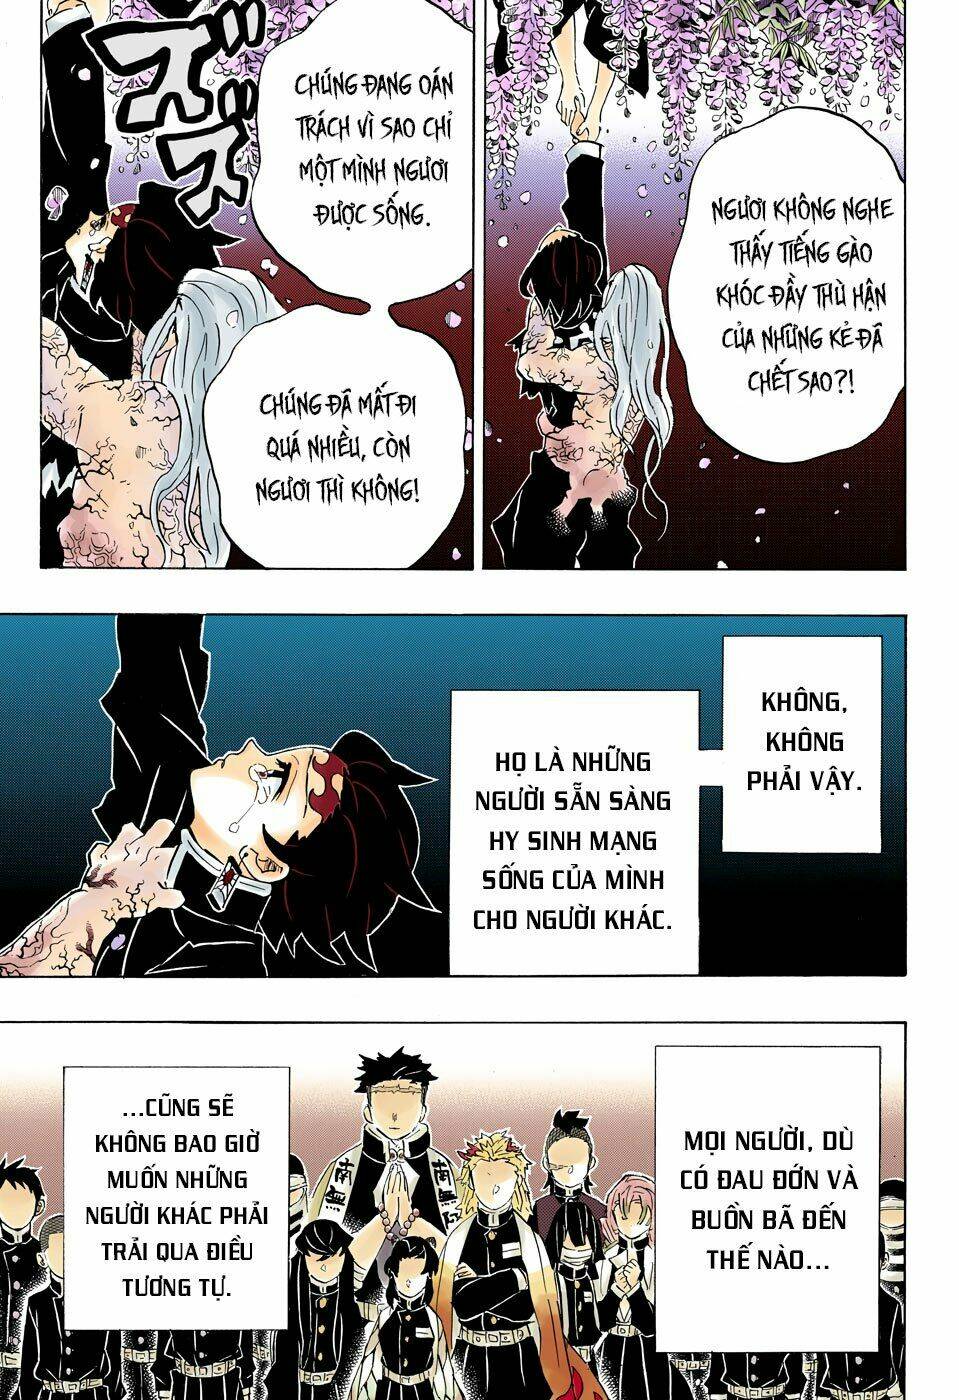 NGƯƠI KHÔNG NGHE
THẤY TIẾNG GÀO
KHÓC ĐẦY THÙ HẬN
CỦA NHỮNG KẺ ĐÃ
CHẾT SAO?!
CHÚNG ĐANG OÁN
TRÁCH VÌ SAO CHỈ
MỘT MÌNH NGƯƠI
ĐƯỢC SỐNG.
CHÚNG ĐÃ MẤT ĐI
QUÁ NHIỀU, CÒN
NGƯƠI THÌ KHÔNG!
ズズズ
KHÔNG,
KHÔNG
PHẢI VẬY.
HỌ LÀ NHỮNG
NGƯỜI SẴN SÀNG
HY SINH MẠNG
SỐNG CỦA MÌNH
CHO NGƯỜI KHÁC.
MỌI NGƯỜI, DÙ
CÓ ĐAU ĐỚN VÀ
BUỒN BÃ ĐẾN
THẾ NÀO...
...CŨNG SẼ
KHÔNG BAO GIỜ
MUỐN NHỮNG
NGƯỜI KHÁC PHẢI
TRẢI QUA ĐIỀU
TƯƠNG TỰ.